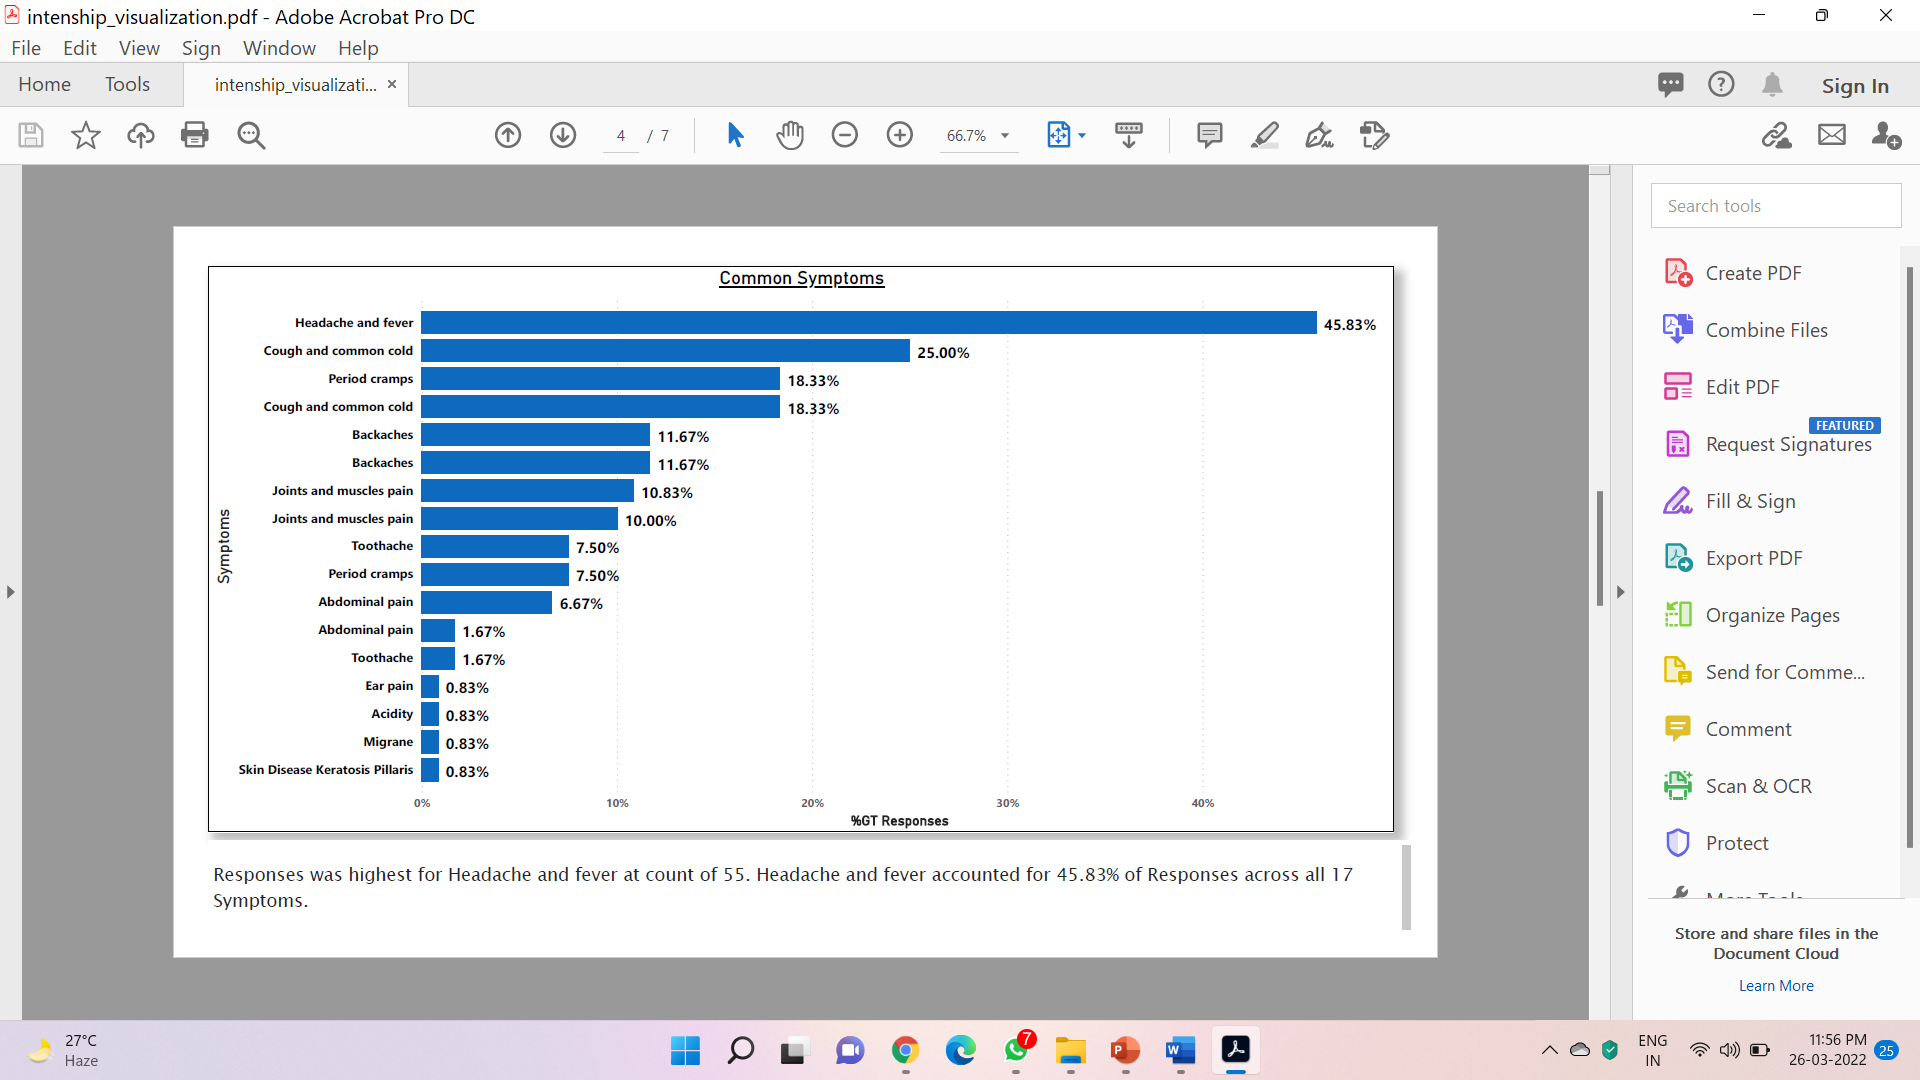 intenship_visualization.pdf - Adobe Acrobat Pro DC
File Edit View Sign Window Help
Home Tools intenship_visualizati... × Sign In
4 / 7 66.7%
Search tools
Create PDF
Combine Files
Edit PDF
FEATURED
Request Signatures
Fill & Sign
Export PDF
Organize Pages
Send for Comme...
Comment
Scan & OCR
Protect
More Tools
Store and share files in the
Document Cloud
Learn More
Common Symptoms
Symptoms
Headache and fever 45.83%
Cough and common cold 25.00%
Period cramps 18.33%
Cough and common cold 18.33%
Backaches 11.67%
Backaches 11.67%
Joints and muscles pain 10.83%
Joints and muscles pain 10.00%
Toothache 7.50%
Period cramps 7.50%
Abdominal pain 6.67%
Abdominal pain 1.67%
Toothache 1.67%
Ear pain 0.83%
Acidity 0.83%
Migrane 0.83%
Skin Disease Keratosis Pillaris 0.83%
0% 10% 20% 30% 40%
%GT Responses
Responses was highest for Headache and fever at count of 55. Headache and fever accounted for 45.83% of Responses across all 17
Symptoms.
27°C
Haze
7
P
W
ENG
IN
11:56 PM
26-03-2022
25